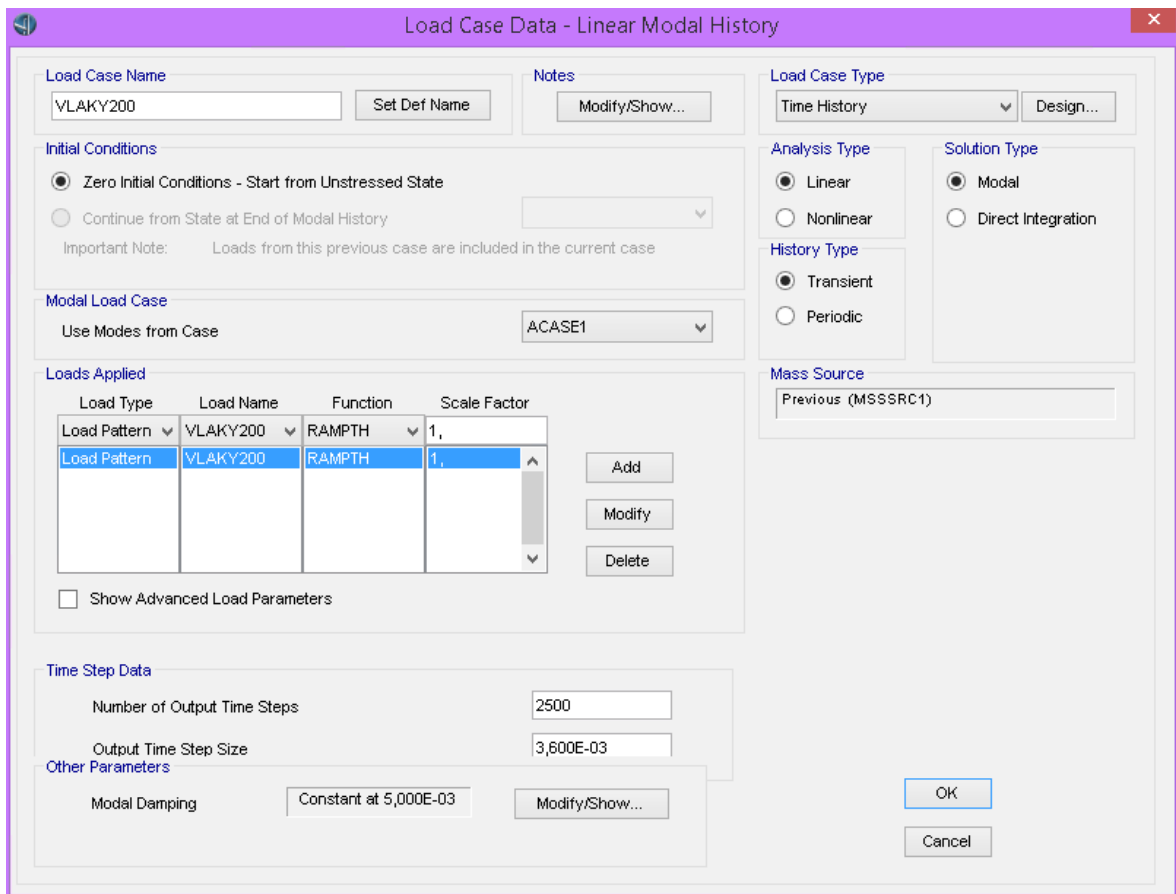 Load Case Data - Linear Modal History
Load Case Name
VLAKY200
Set Def Name
Notes
Modify/Show...
Load Case Type
Time History
Design...
Initial Conditions
Zero Initial Conditions - Start from Unstressed State
Continue from State at End of Modal History
Important Note: Loads from this previous case are included in the current case
Analysis Type
Linear
Nonlinear
Solution Type
Modal
Direct Integration
History Type
Transient
Periodic
Modal Load Case
Use Modes from Case
ACASE1
Loads Applied
Load Type Load Name Function Scale Factor
Load Pattern VLAKY200 RAMPTH 1,
Load Pattern VLAKY200 RAMPTH 1,
Add
Modify
Delete
Show Advanced Load Parameters
Mass Source
Previous (MSSSRC1)
Time Step Data
Number of Output Time Steps 2500
Output Time Step Size 3,600E-03
Other Parameters
Modal Damping Constant at 5,000E-03 Modify/Show...
OK
Cancel